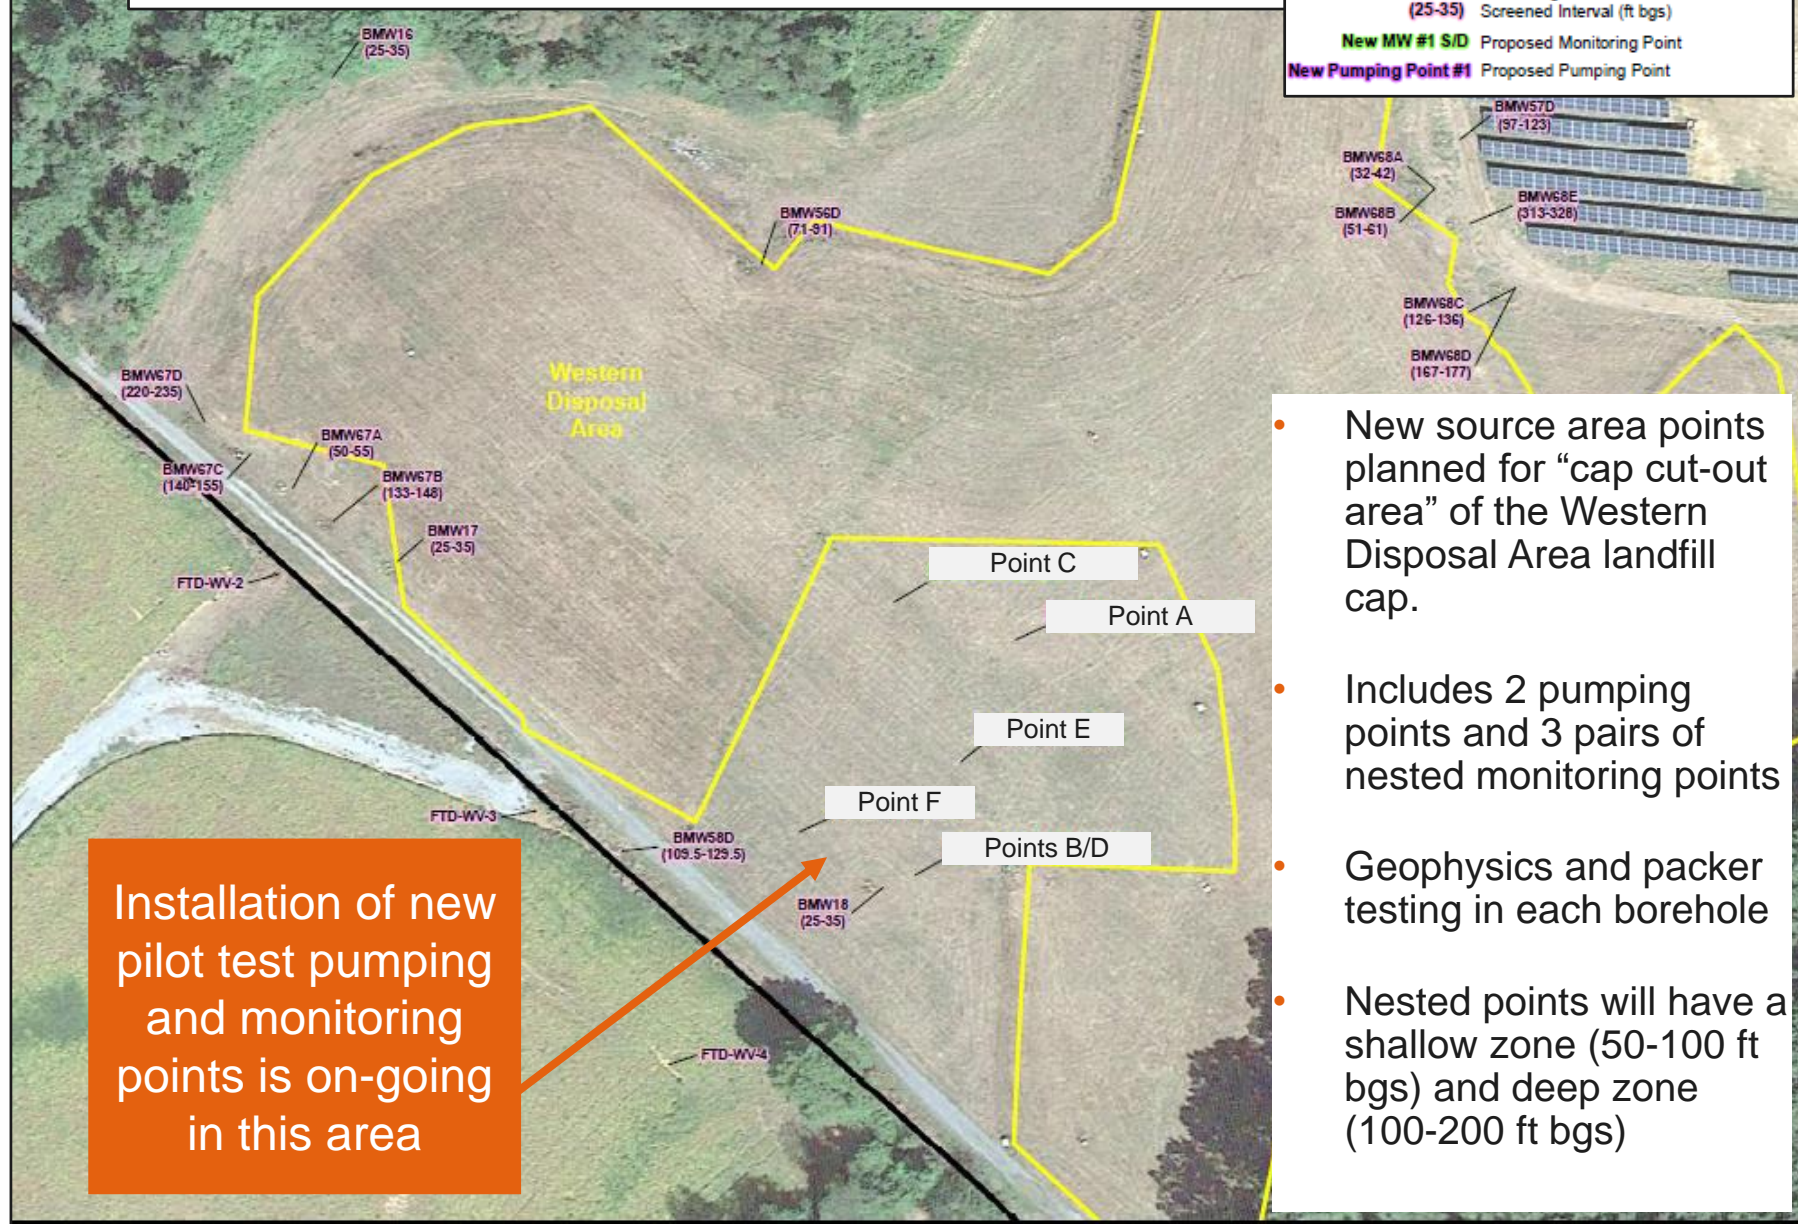 (25-35) Screened Interval (ft bgs)
New MW #1 S/D Proposed Monitoring Point
New Pumping Point #1 Proposed Pumping Point
BMW16
(25-35)
BMW57D
(97-123)
BMW68A
(32-42)
BMW68B
(51-61)
BMW68E
(313-328)
BMW56D
(71-91)
BMW68C
(126-136)
BMW68D
(167-177)
Western
Disposal
Area
BMW67D
(220-235)
BMW67A
(50-55)
BMW67C
(140-155)
BMW67B
(133-148)
BMW17
(25-35)
FTD-WV-2
Point C
Point A
Point E
Point F
Points B/D
FTD-WV-3
BMW58D
(109.5-129.5)
BMW18
(25-35)
FTD-WV-4
Installation of new
pilot test pumping
and monitoring
points is on-going
in this area
• New source area points
planned for “cap cut-out
area” of the Western
Disposal Area landfill
cap.
• Includes 2 pumping
points and 3 pairs of
nested monitoring points
• Geophysics and packer
testing in each borehole
• Nested points will have a
shallow zone (50-100 ft
bgs) and deep zone
(100-200 ft bgs)